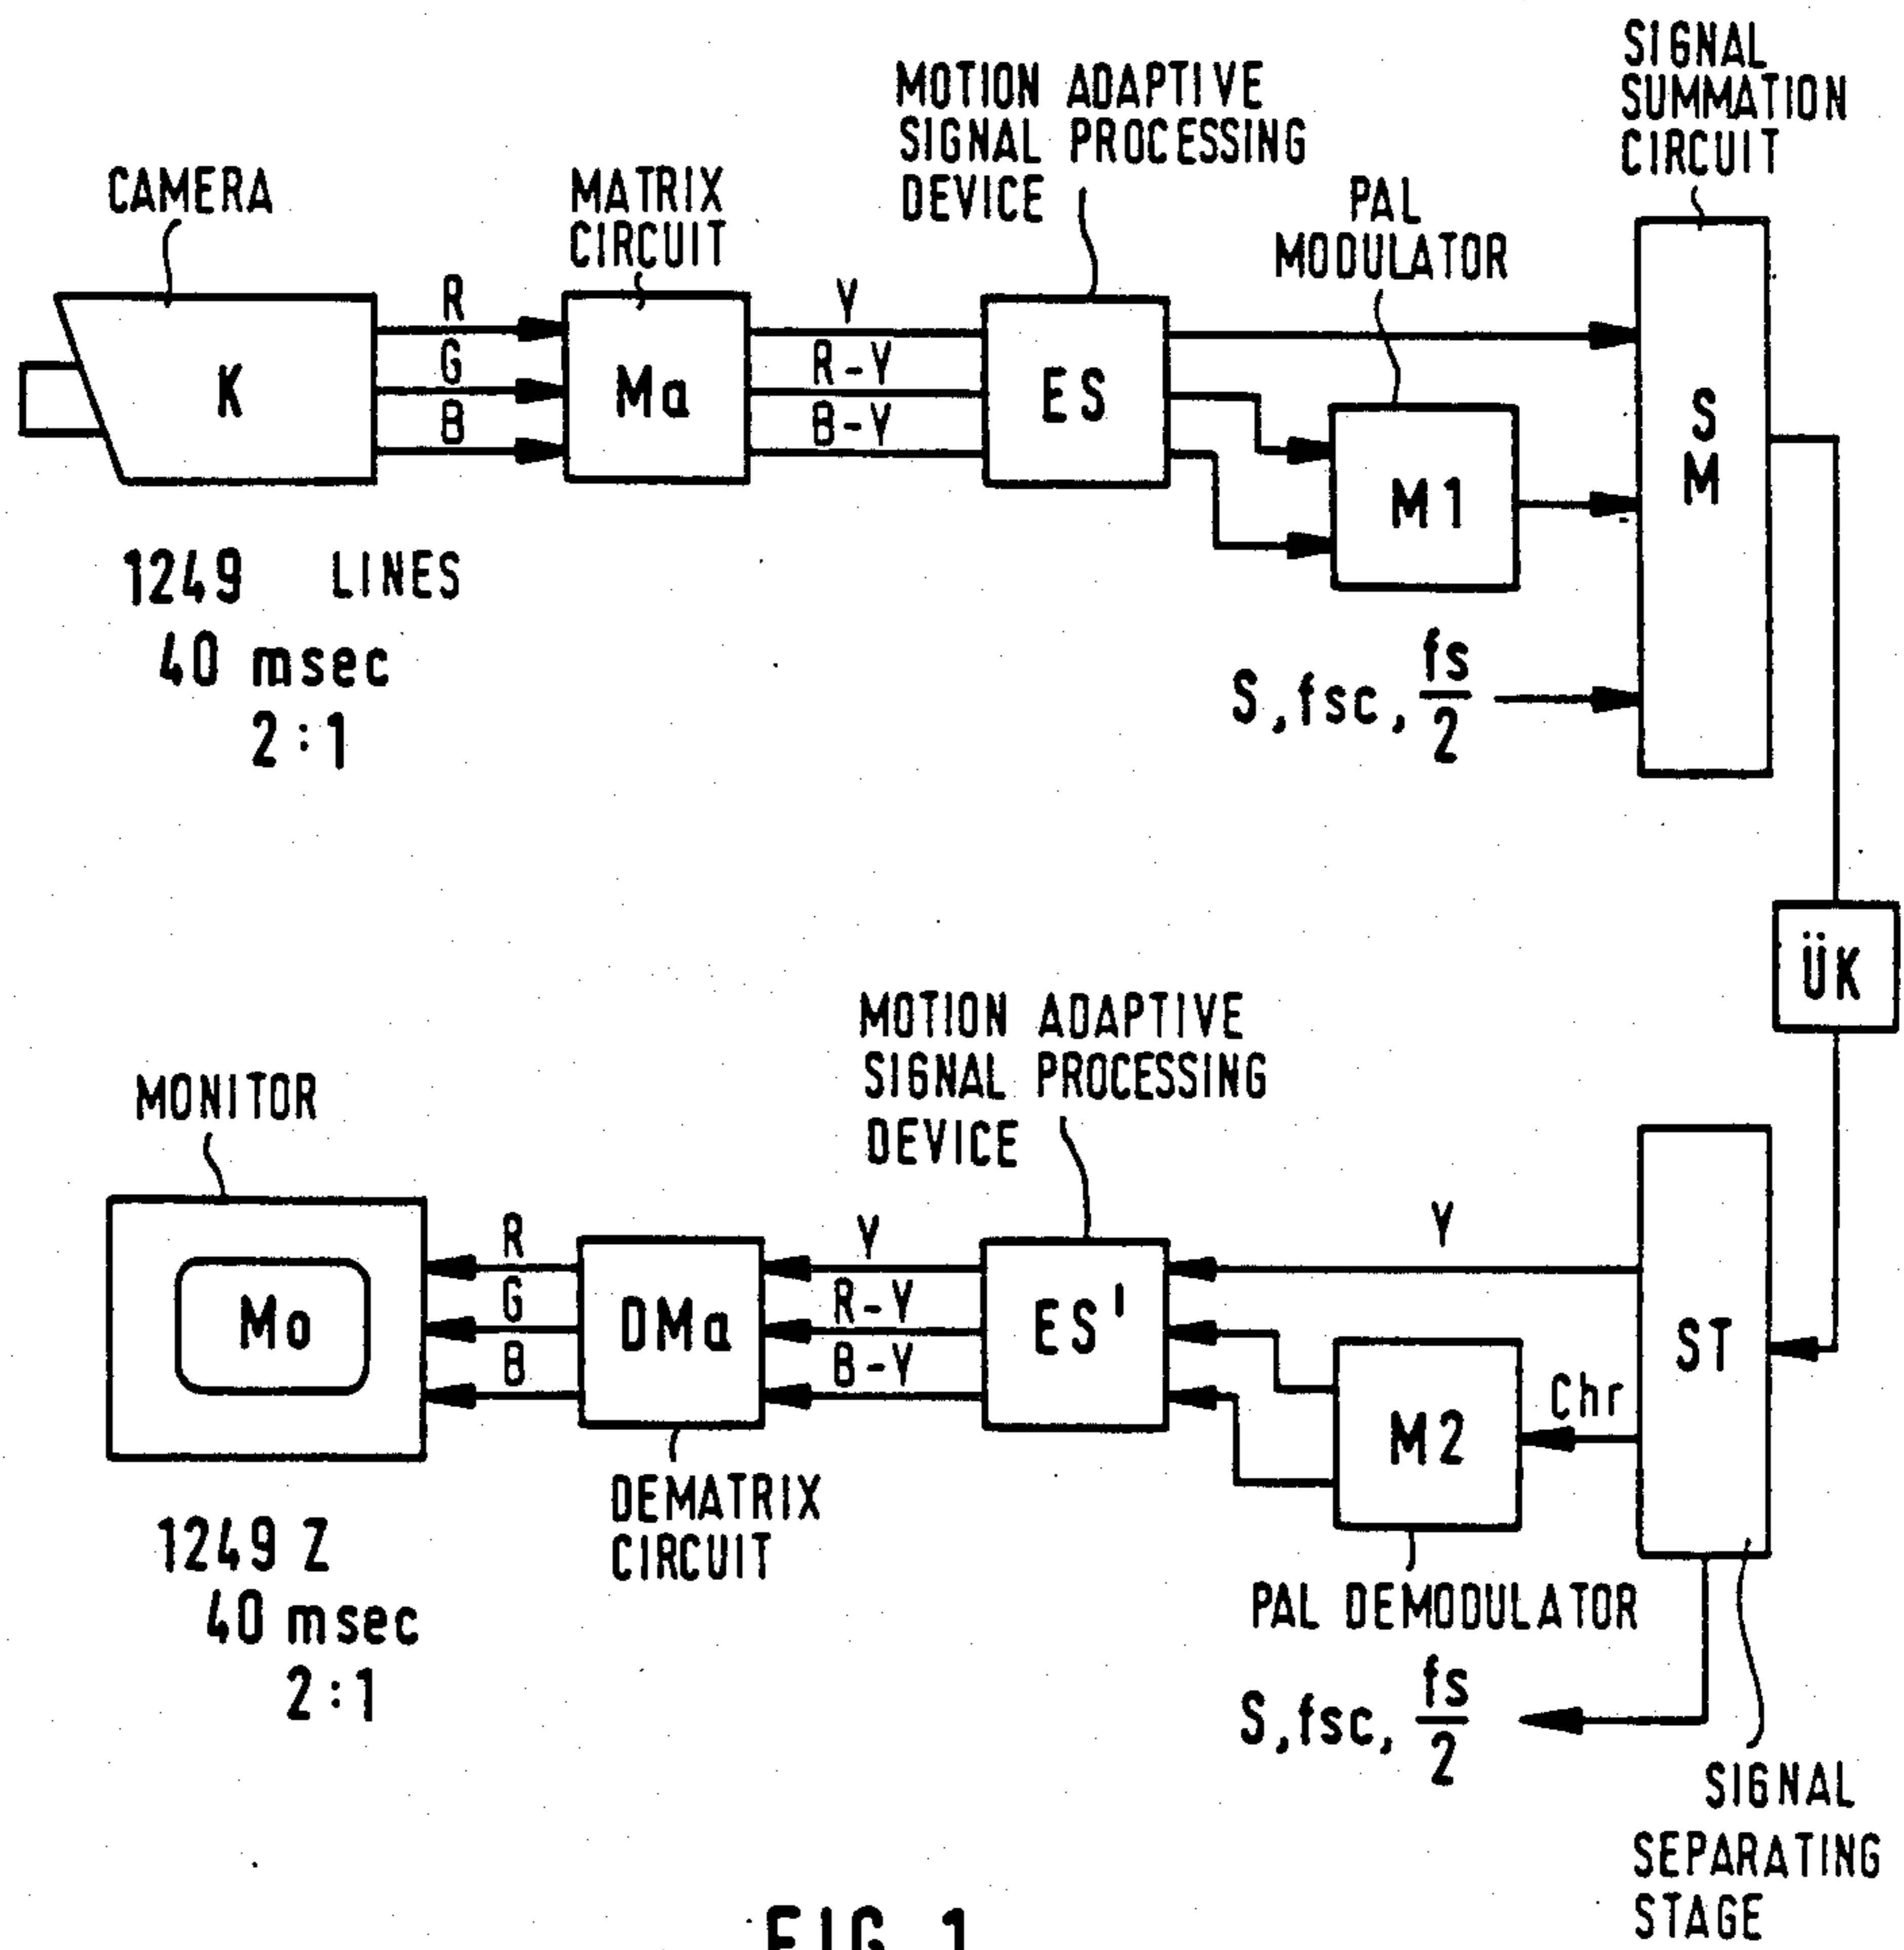 SIGNAL
SUMMATION
CIRCUIT
MOTION ADAPTIVE
SIGNAL PROCESSING
DEVICE
CAMERA
MATRIX
CIRCUIT
PAL
MODULATOR
R
G
B
Y
R-Y
B-Y
K
Ma
ES
M1
S
M
1249 LINES
40 msec
2:1
S, fsc, fs/2
ÜK
MOTION ADAPTIVE
SIGNAL PROCESSING
DEVICE
MONITOR
R
G
B
Y
R-Y
B-Y
Y
Mo
DMa
ES'
M2
Chr
ST
DEMATRIX
CIRCUIT
1249 Z
40 msec
2:1
PAL DEMODULATOR
S, fsc, fs/2
SIGNAL
SEPARATING
STAGE
FIG. 1